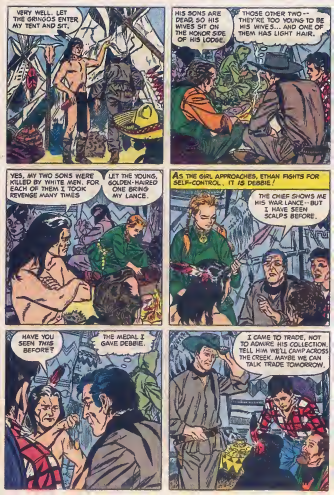 VERY WELL. LET
THE GRINGOS ENTER
MY TENT AND SIT.
HIS SONS ARE
DEAD, SO HIS
WIVES SIT ON
THE HONOR SIDE
OF HIS LODGE.
THOSE OTHER TWO--
THEY'RE TOO YOUNG TO BE
HIS WIVES... AND ONE OF
THEM HAS LIGHT HAIR.
YES, MY TWO SONS WERE
KILLED BY WHITE MEN. FOR
EACH OF THEM I TOOK
REVENGE MANY TIMES
LET THE YOUNG,
GOLDEN-HAIRED
ONE BRING
MY LANCE.
AS THE GIRL APPROACHES, ETHAN FIGHTS FOR
SELF-CONTROL. IT IS DEBBIE!
THE CHIEF SHOWS ME
HIS WAR LANCE--BUT
I HAVE SEEN
SCALPS BEFORE.
HAVE YOU
SEEN THIS
BEFORE?
THE MEDAL I
GAVE DEBBIE.
I CAME TO TRADE, NOT
TO ADMIRE HIS COLLECTION.
TELL HIM WE'LL CAMP ACROSS
THE CREEK. MAYBE WE CAN
TALK TRADE TOMORROW.